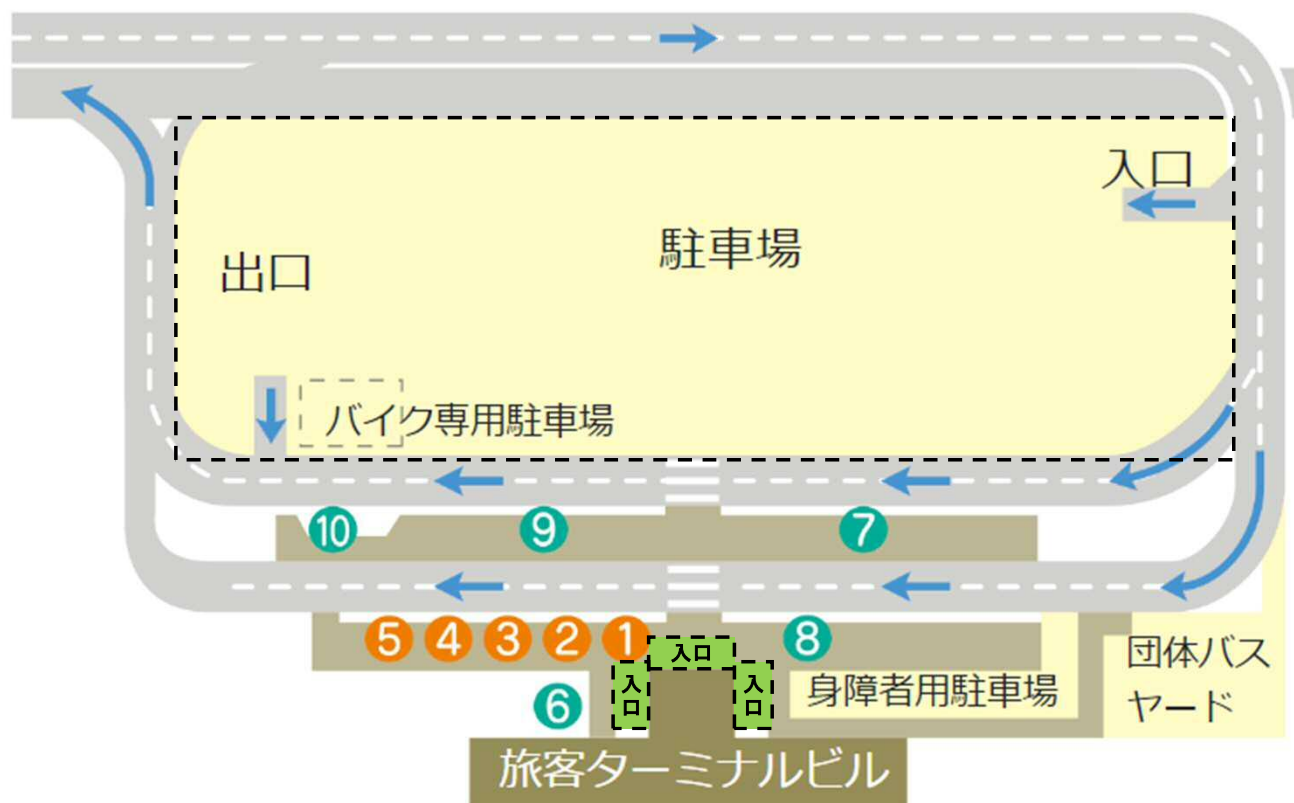 入口
駐車場
出口
バイク専用駐車場
10
9
7
5
4
3
2
1
8
入口
入口
入口
6
身障者用駐車場
団体バス
ヤード
旅客ターミナルビル